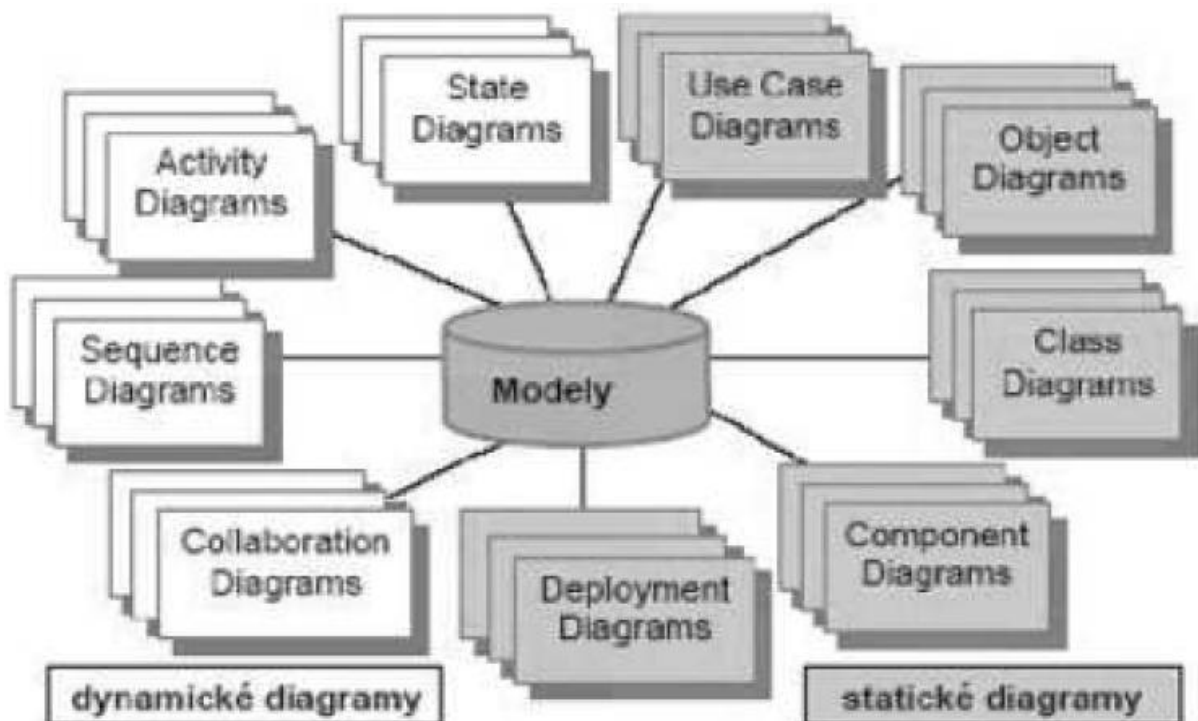 State
Diagrams
Use Case
Diagrams
Activity
Diagrams
Object
Diagrams
Sequence
Diagrams
Modely
Class
Diagrams
Collaboration
Diagrams
Deployment
Diagrams
Component
Diagrams
dynamické diagramy
statické diagramy